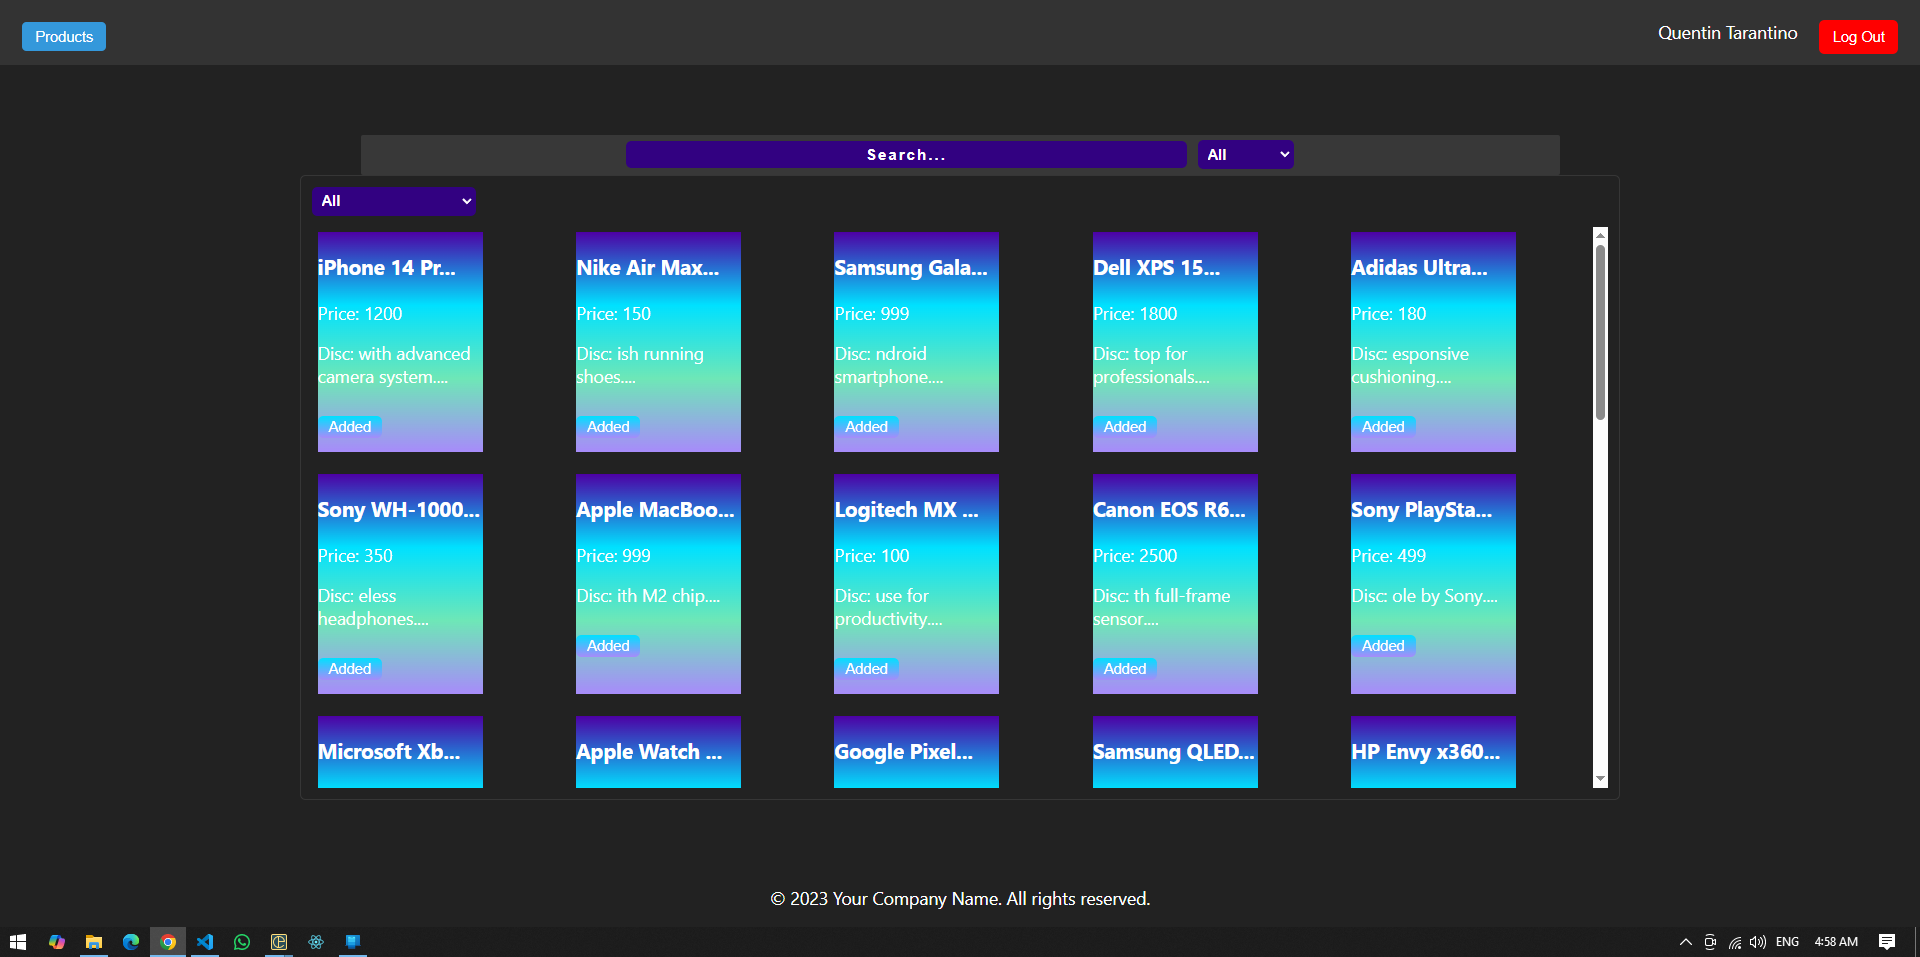 Products
Quentin Tarantino
Log Out
Search...
All
All
iPhone 14 Pr...
Price: 1200
Disc: with advanced
camera system....
Added
Nike Air Max...
Price: 150
Disc: ish running
shoes....
Added
Samsung Gala...
Price: 999
Disc: ndroid
smartphone....
Added
Dell XPS 15...
Price: 1800
Disc: top for
professionals....
Added
Adidas Ultra...
Price: 180
Disc: esponsive
cushioning....
Added
Sony WH-1000...
Price: 350
Disc: eless
headphones....
Added
Apple MacBoo...
Price: 999
Disc: ith M2 chip....
Added
Logitech MX ...
Price: 100
Disc: use for
productivity....
Added
Canon EOS R6...
Price: 2500
Disc: th full-frame
sensor....
Added
Sony PlaySta...
Price: 499
Disc: ole by Sony....
Added
Microsoft Xb...
Apple Watch ...
Google Pixel...
Samsung QLED...
HP Envy x360...
© 2023 Your Company Name. All rights reserved.
ENG
4:58 AM